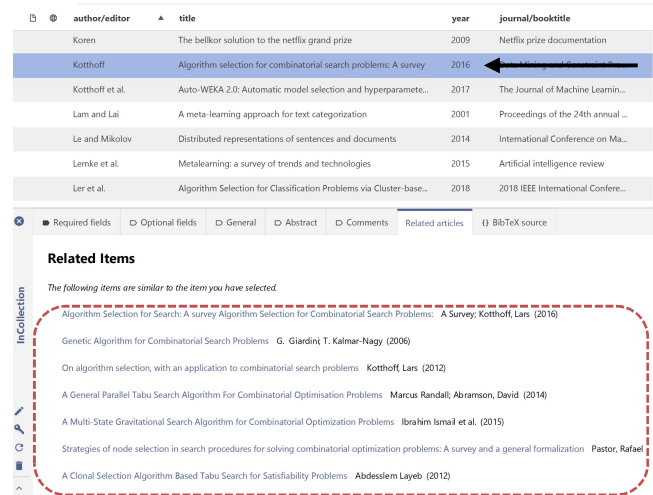 author/editor title year journal/booktitle
Koren The bellkor solution to the netflix grand prize 2009 Netflix prize documentation
Kotthoff Algorithm selection for combinatorial search problems: A survey 2016
Kotthoff et al. Auto-WEKA 2.0: Automatic model selection and hyperparamete... 2017 The Journal of Machine Learnin...
Lam and Lai A meta-learning approach for text categorization 2001 Proceedings of the 24th annual ...
Le and Mikolov Distributed representations of sentences and documents 2014 International Conference on Ma...
Lemke et al. Metalearning: a survey of trends and technologies 2015 Artificial intelligence review
Ler et al. Algorithm Selection for Classification Problems via Cluster-base... 2018 2018 IEEE International Confere...
Required fields Optional fields General Abstract Comments Related articles {} BibTeX source
InCollection
Related Items
The following items are similar to the item you have selected.
Algorithm Selection for Search: A survey Algorithm Selection for Combinatorial Search Problems: A Survey; Kotthoff, Lars (2016)
Genetic Algorithm for Combinatorial Search Problems G. Giardini; T. Kalmar-Nagy (2006)
On algorithm selection, with an application to combinatorial search problems Kotthoff, Lars (2012)
A General Parallel Tabu Search Algorithm For Combinatorial Optimisation Problems Marcus Randall; Abramson, David (2014)
A Multi-State Gravitational Search Algorithm for Combinatorial Optimization Problems Ibrahim Ismail et al. (2015)
Strategies of node selection in search procedures for solving combinatorial optimization problems: A survey and a general formalization Pastor, Rafael
A Clonal Selection Algorithm Based Tabu Search for Satisfiability Problems Abdesslem Layeb (2012)